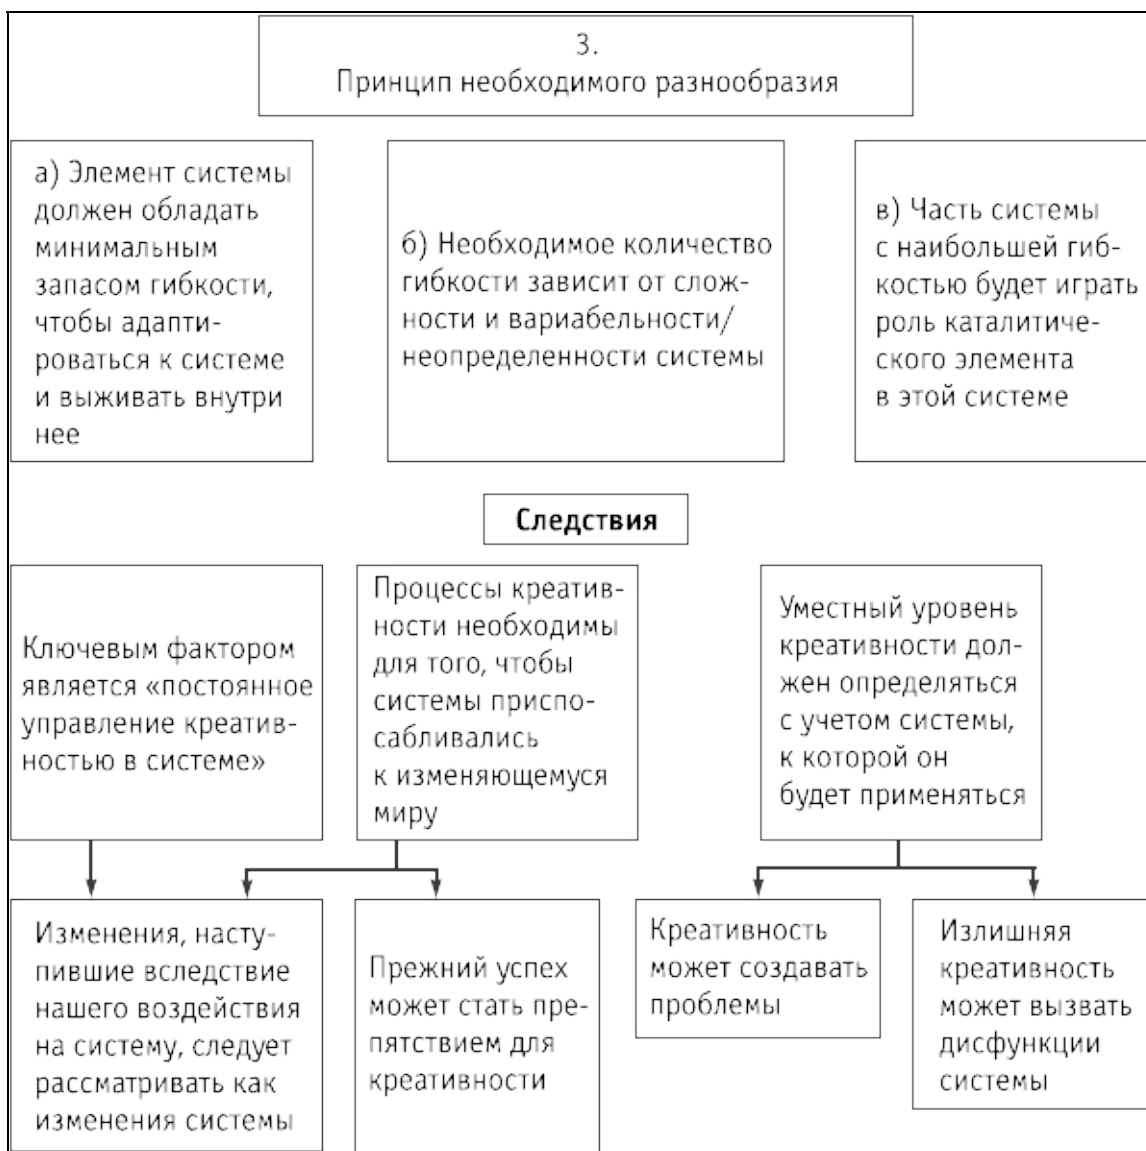 3.
Принцип необходимого разнообразия
а) Элемент системы
должен обладать
минимальным
запасом гибкости,
чтобы адапти-
роваться к системе
и выживать внутри
нее
б) Необходимое количество
гибкости зависит от слож-
ности и вариабельности/
неопределенности системы
в) Часть системы
с наибольшей гиб-
костью будет играть
роль каталитиче-
ского элемента
в этой системе
Следствия
Ключевым фактором
является «постоянное
управление креатив-
ностью в системе»
Процессы креатив-
ности необходимы
для того, чтобы
системы приспо-
сабливались
к изменяющемуся
миру
Уместный уровень
креативности дол-
жен определяться
с учетом системы,
к которой он
будет применяться
Изменения, насту-
пившие вследствие
нашего воздействия
на систему, следует
рассматривать как
изменения системы
Прежний успех
может стать пре-
пятствием для
креативности
Креативность
может создавать
проблемы
Излишняя
креативность
может вызвать
дисфункции
системы